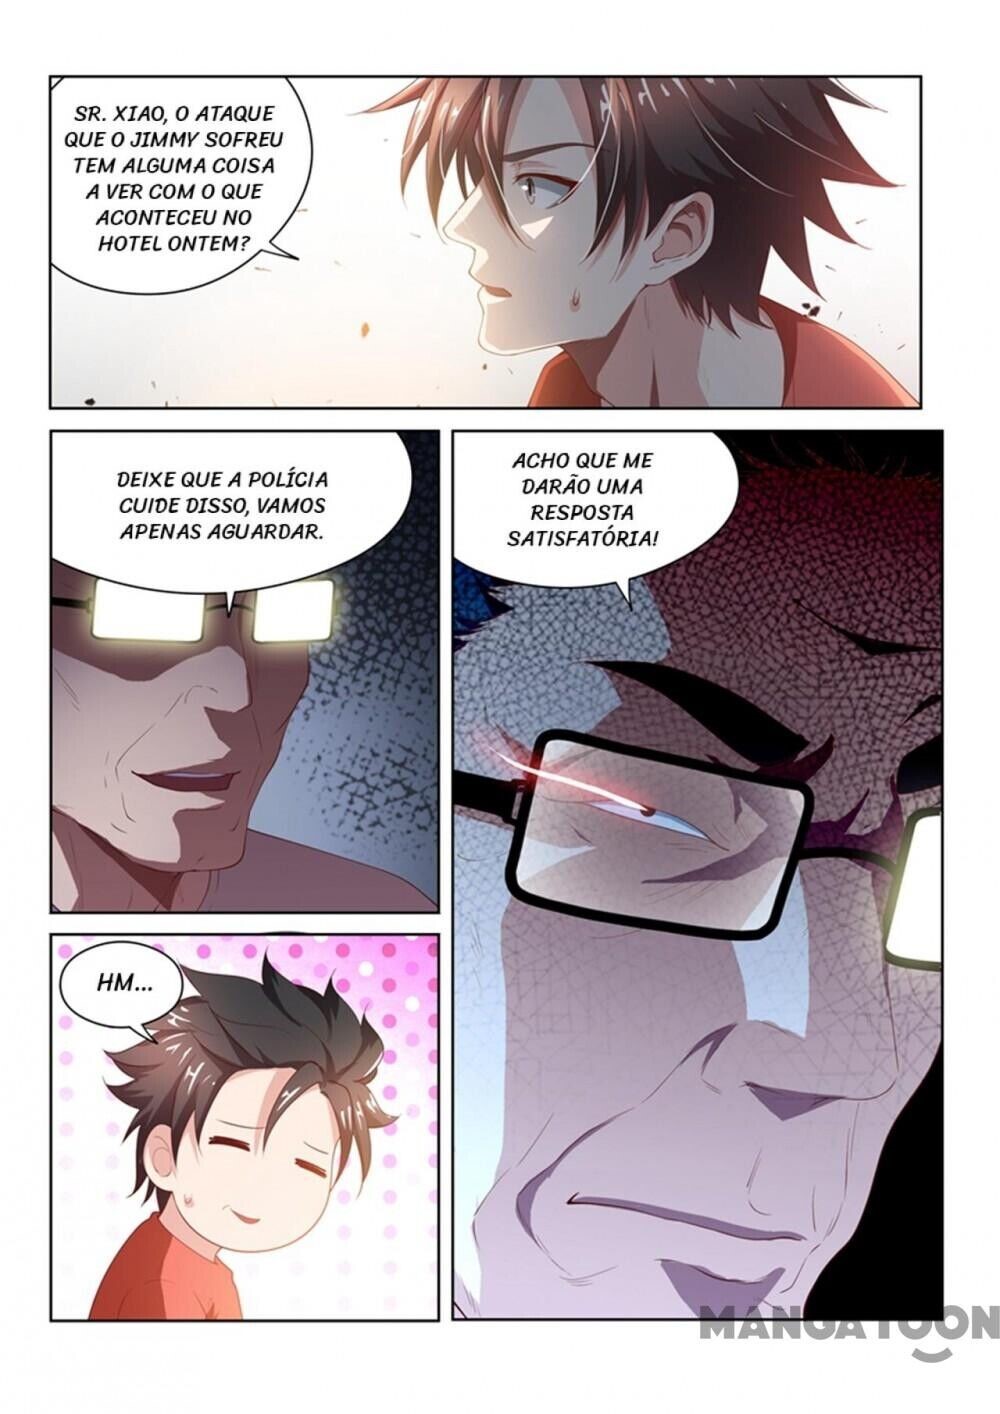 SR. XIAO, O ATAQUE
QUE O JIMMY SOFREU
TEM ALGUMA COISA
A VER COM O QUE
ACONTECEU NO
HOTEL ONTEM?
DEIXE QUE A POLÍCIA
CUIDE DISSO, VAMOS
APENAS AGUARDAR.
ACHO QUE ME
DARÃO UMA
RESPOSTA
SATISFATÓRIA!
HM...
MANGATOON